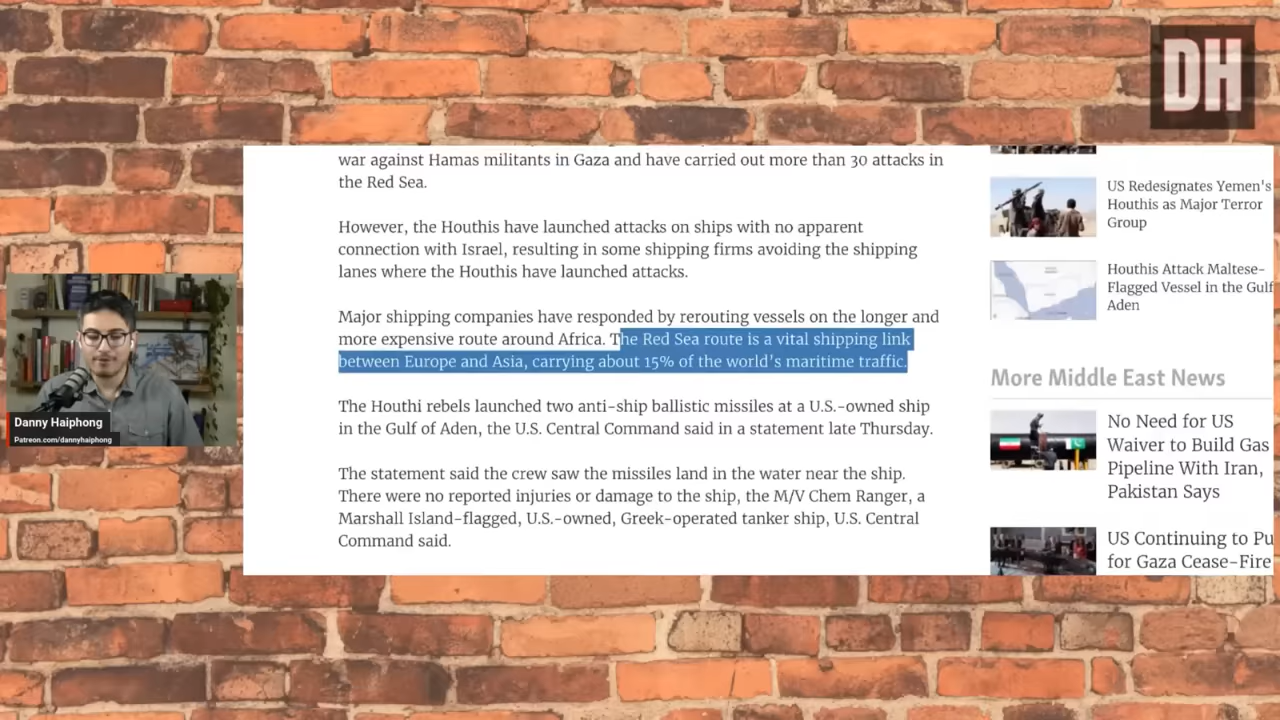 DH
war against Hamas militants in Gaza and have carried out more than 30 attacks in
the Red Sea.
However, the Houthis have launched attacks on ships with no apparent
connection with Israel, resulting in some shipping firms avoiding the shipping
lanes where the Houthis have launched attacks.
Major shipping companies have responded by rerouting vessels on the longer and
more expensive route around Africa. The Red Sea route is a vital shipping link
between Europe and Asia, carrying about 15% of the world's maritime traffic.
The Houthi rebels launched two anti-ship ballistic missiles at a U.S.-owned ship
in the Gulf of Aden, the U.S. Central Command said in a statement late Thursday.
The statement said the crew saw the missiles land in the water near the ship.
There were no reported injuries or damage to the ship, the M/V Chem Ranger, a
Marshall Island-flagged, U.S.-owned, Greek-operated tanker ship, U.S. Central
Command said.
US Redesignates Yemen's
Houthis as Major Terror
Group
Houthis Attack Maltese-
Flagged Vessel in the Gulf
Aden
More Middle East News
No Need for US
Waiver to Build Gas
Pipeline With Iran,
Pakistan Says
US Continuing to Pu
for Gaza Cease-Fire
Danny Haiphong
Patreon.com/dannyhaiphong